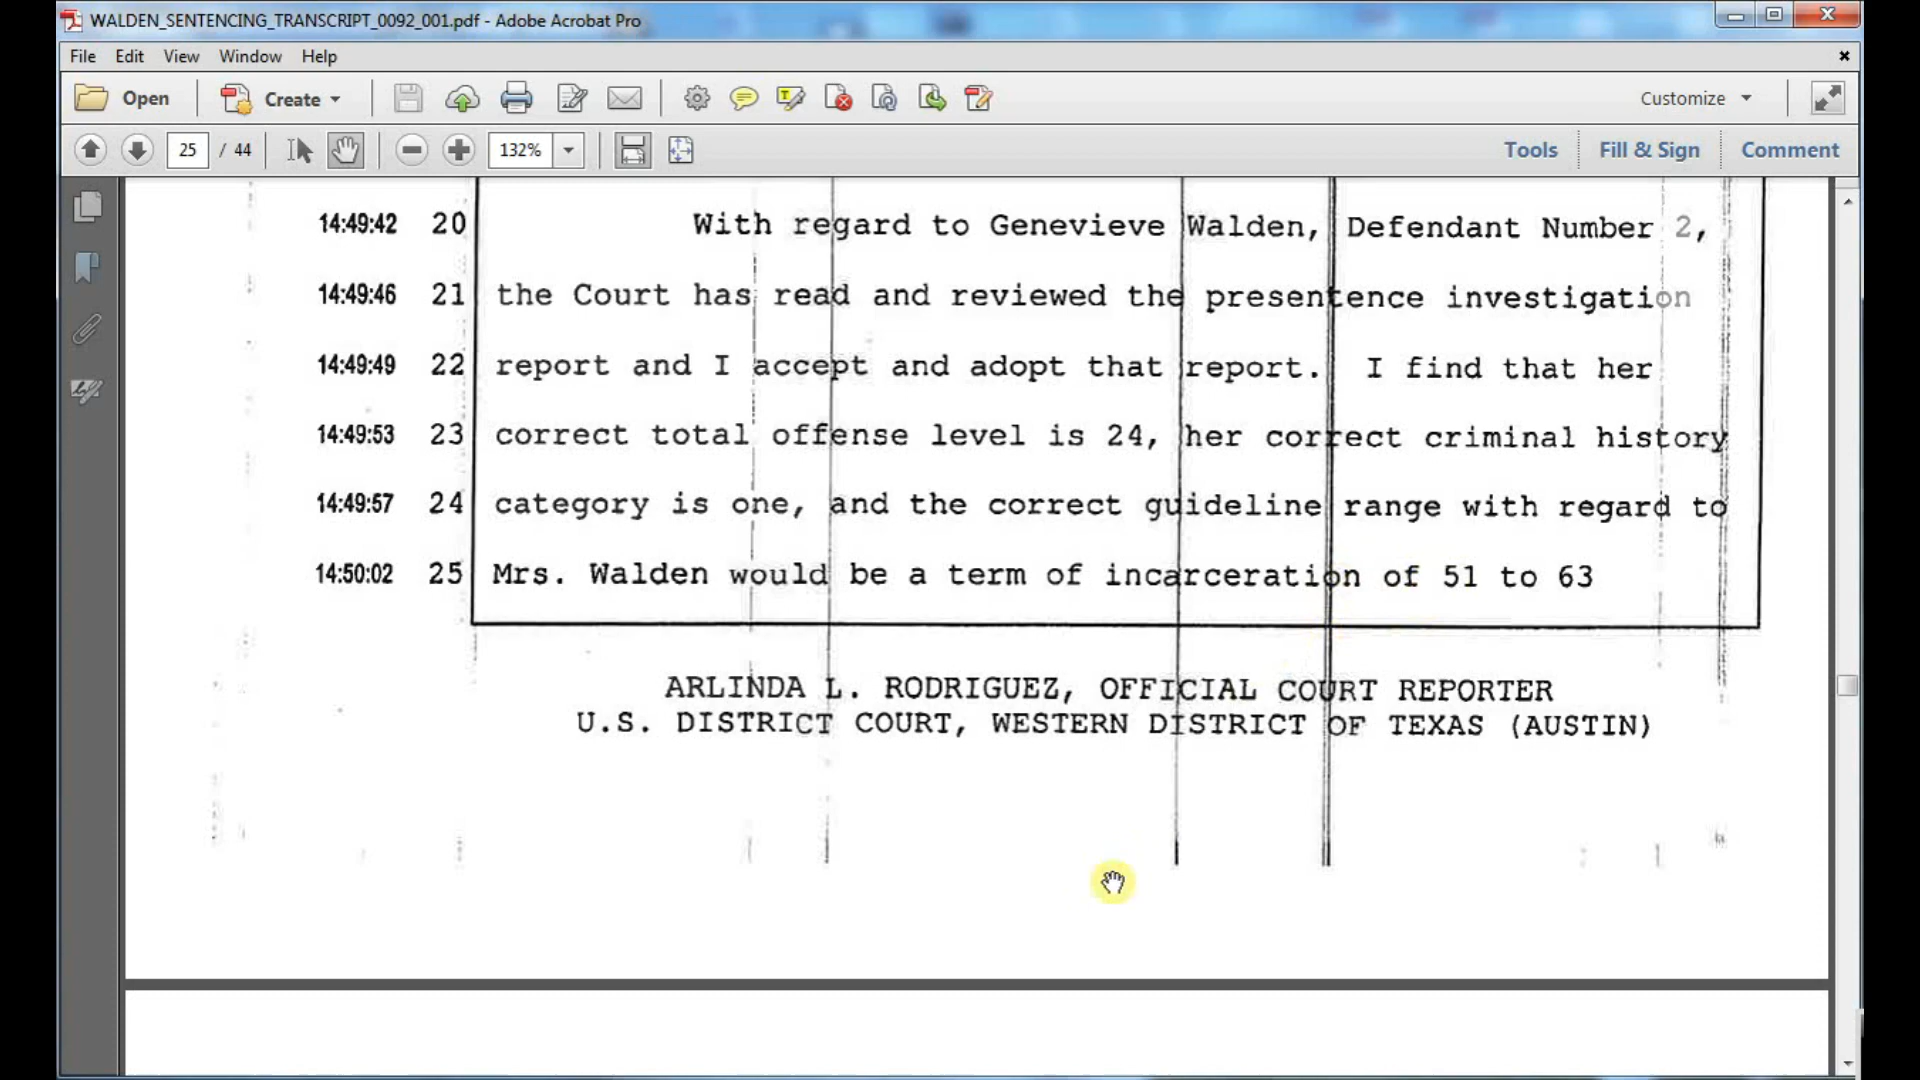 WALDEN_SENTENCING_TRANSCRIPT_0092_001.pdf - Adobe Acrobat Pro
File Edit View Window Help
Open Create Customize
25 / 44 132% Tools Fill & Sign Comment
14:49:42 20 With regard to Genevieve Walden, Defendant Number 2,
14:49:46 21 the Court has read and reviewed the presentence investigation
14:49:49 22 report and I accept and adopt that report. I find that her
14:49:53 23 correct total offense level is 24, her correct criminal history
14:49:57 24 category is one, and the correct guideline range with regard to
14:50:02 25 Mrs. Walden would be a term of incarceration of 51 to 63
ARLINDA L. RODRIGUEZ, OFFICIAL COURT REPORTER
U.S. DISTRICT COURT, WESTERN DISTRICT OF TEXAS (AUSTIN)